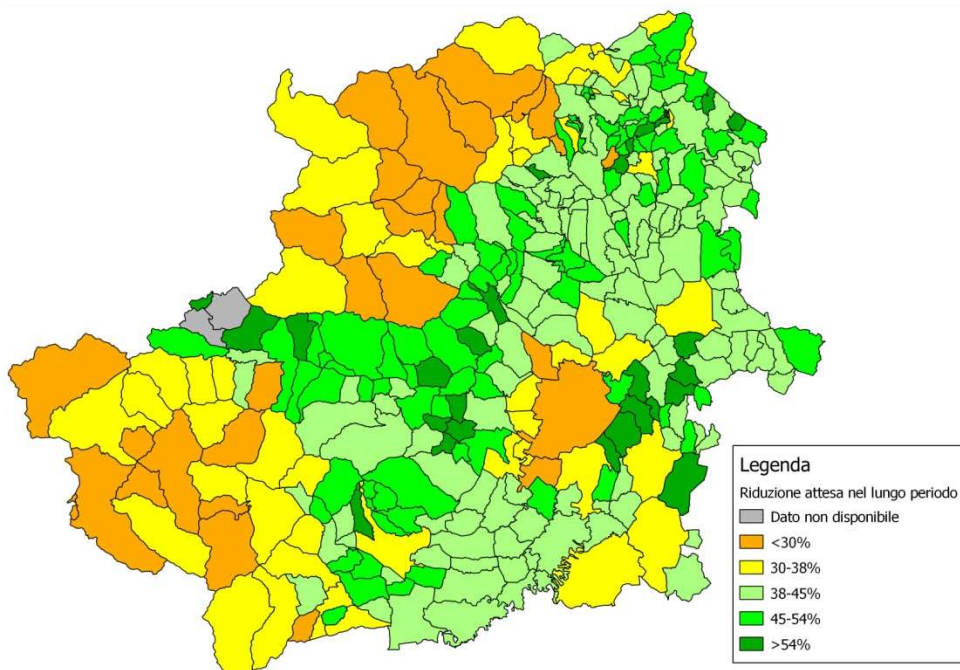 Legenda
Riduzione attesa nel lungo periodo
Dato non disponibile
<30%
30-38%
38-45%
45-54%
>54%